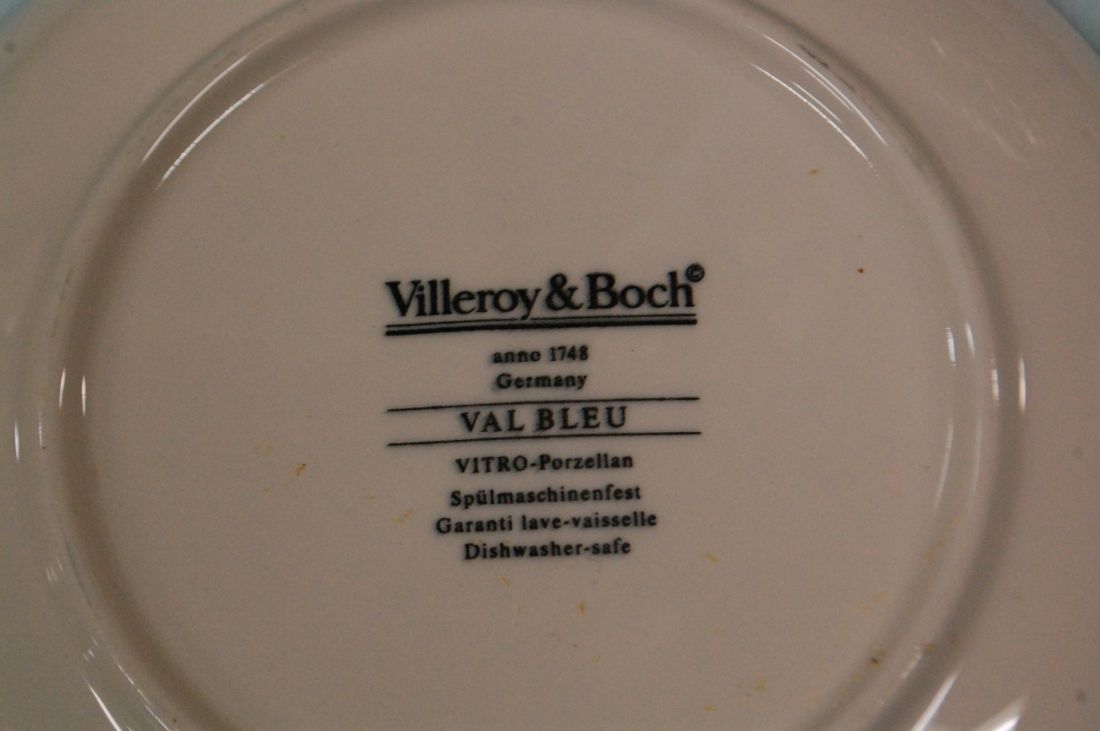 Villeroy & Boch©
anno 1748
Germany
VAL BLEU
VITRO-Porzellan
Spülmaschinenfest
Garanti lave-vaisselle
Dishwasher-safe